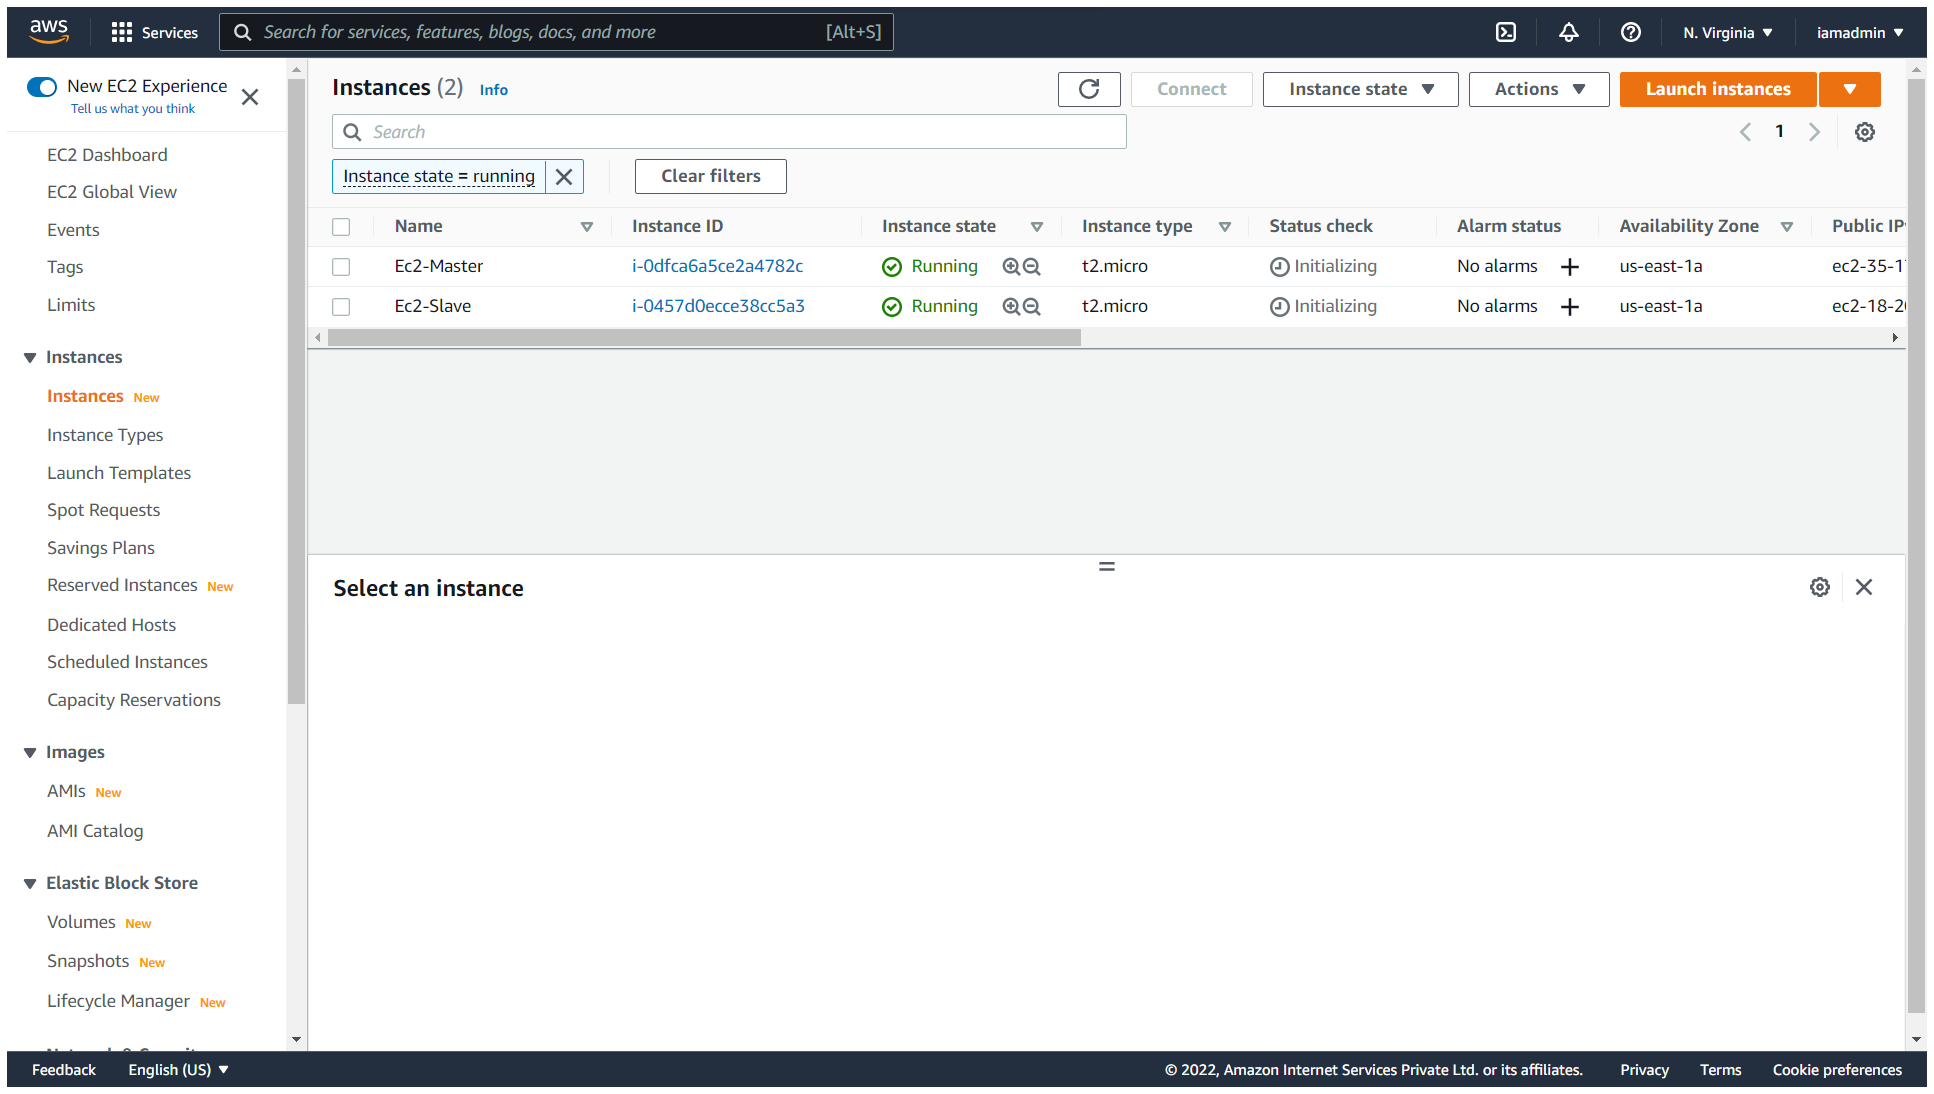 aws
Services
Search for services, features, blogs, docs, and more [Alt+S]
N. Virginia
iamadmin
New EC2 Experience
Tell us what you think
EC2 Dashboard
EC2 Global View
Events
Tags
Limits
Instances
Instances New
Instance Types
Launch Templates
Spot Requests
Savings Plans
Reserved Instances New
Dedicated Hosts
Scheduled Instances
Capacity Reservations
Images
AMIs New
AMI Catalog
Elastic Block Store
Volumes New
Snapshots New
Lifecycle Manager New
Instances (2) Info
Connect
Instance state
Actions
Launch instances
Search
1
Instance state = running
Clear filters
Name Instance ID Instance state Instance type Status check Alarm status Availability Zone Public IP
Ec2-Master i-0dfca6a5ce2a4782c Running t2.micro Initializing No alarms us-east-1a ec2-35-1
Ec2-Slave i-0457d0ecce38cc5a3 Running t2.micro Initializing No alarms us-east-1a ec2-18-2
Select an instance
Feedback English (US) © 2022, Amazon Internet Services Private Ltd. or its affiliates. Privacy Terms Cookie preferences